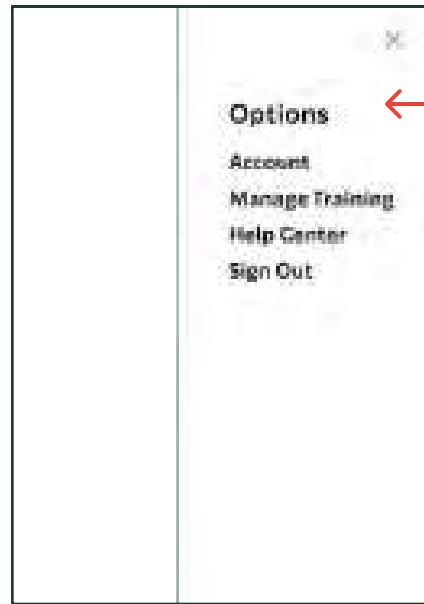 Options
Account
Manage Training
Help Center
Sign Out